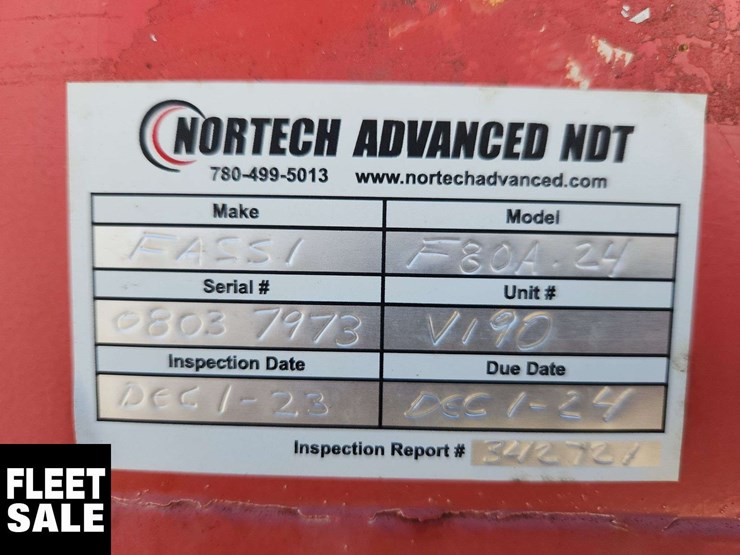 NORTECH ADVANCED NDT
780-499-5013 www.nortechadvanced.com
Make Model
FASSI F80A.24
Serial # Unit #
0803 7973 V190
Inspection Date Due Date
DEC 1-23 DEC 1-24
Inspection Report # 342721
FLEET
SALE